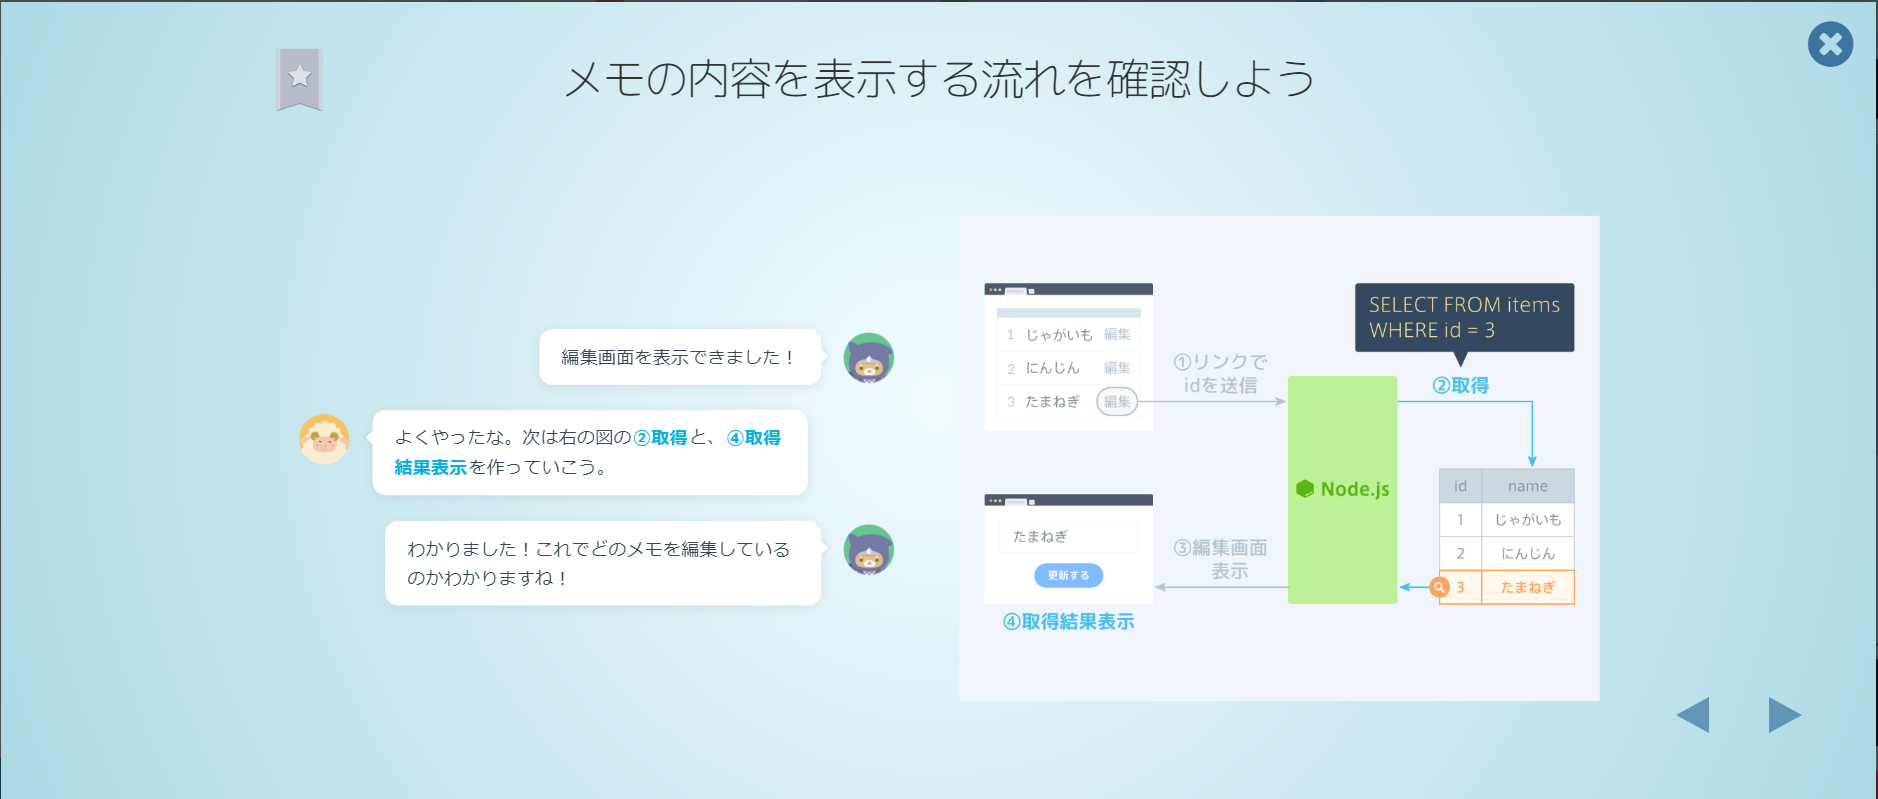 メモの内容を表示する流れを確認しよう
編集画面を表示できました！
よくやったな。次は右の図の②取得と、④取得
結果表示を作っていこう。
わかりました！これでどのメモを編集している
のかわかりますね！
1 じゃがいも 編集
2 にんじん 編集
3 たまねぎ 編集
①リンクで
idを送信
SELECT FROM items
WHERE id = 3
②取得
Node.js
id name
1 じゃがいも
2 にんじん
3 たまねぎ
たまねぎ
更新する
③編集画面
表示
④取得結果表示